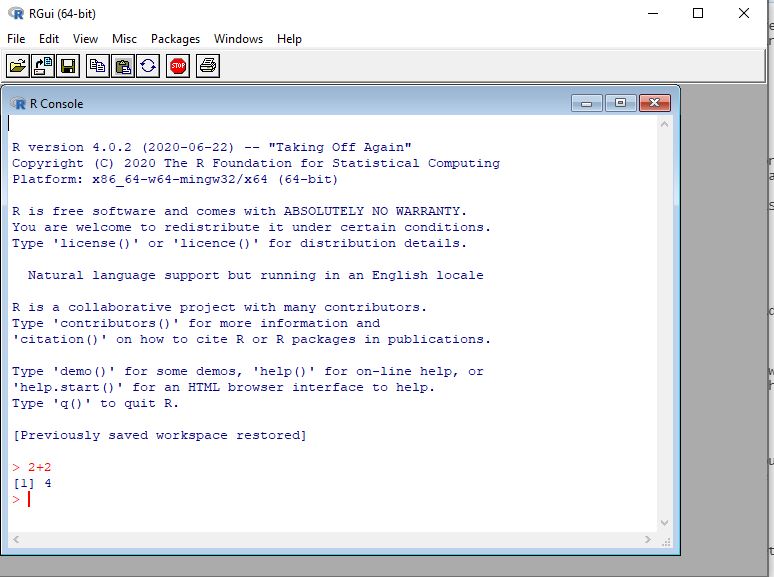 RGui (64-bit)
File Edit View Misc Packages Windows Help
STOP
R Console
R version 4.0.2 (2020-06-22) -- "Taking Off Again"
Copyright (C) 2020 The R Foundation for Statistical Computing
Platform: x86_64-w64-mingw32/x64 (64-bit)
R is free software and comes with ABSOLUTELY NO WARRANTY.
You are welcome to redistribute it under certain conditions.
Type 'license()' or 'licence()' for distribution details.
Natural language support but running in an English locale
R is a collaborative project with many contributors.
Type 'contributors()' for more information and
'citation()' on how to cite R or R packages in publications.
Type 'demo()' for some demos, 'help()' for on-line help, or
'help.start()' for an HTML browser interface to help.
Type 'q()' to quit R.
[Previously saved workspace restored]
> 2+2
[1] 4
>